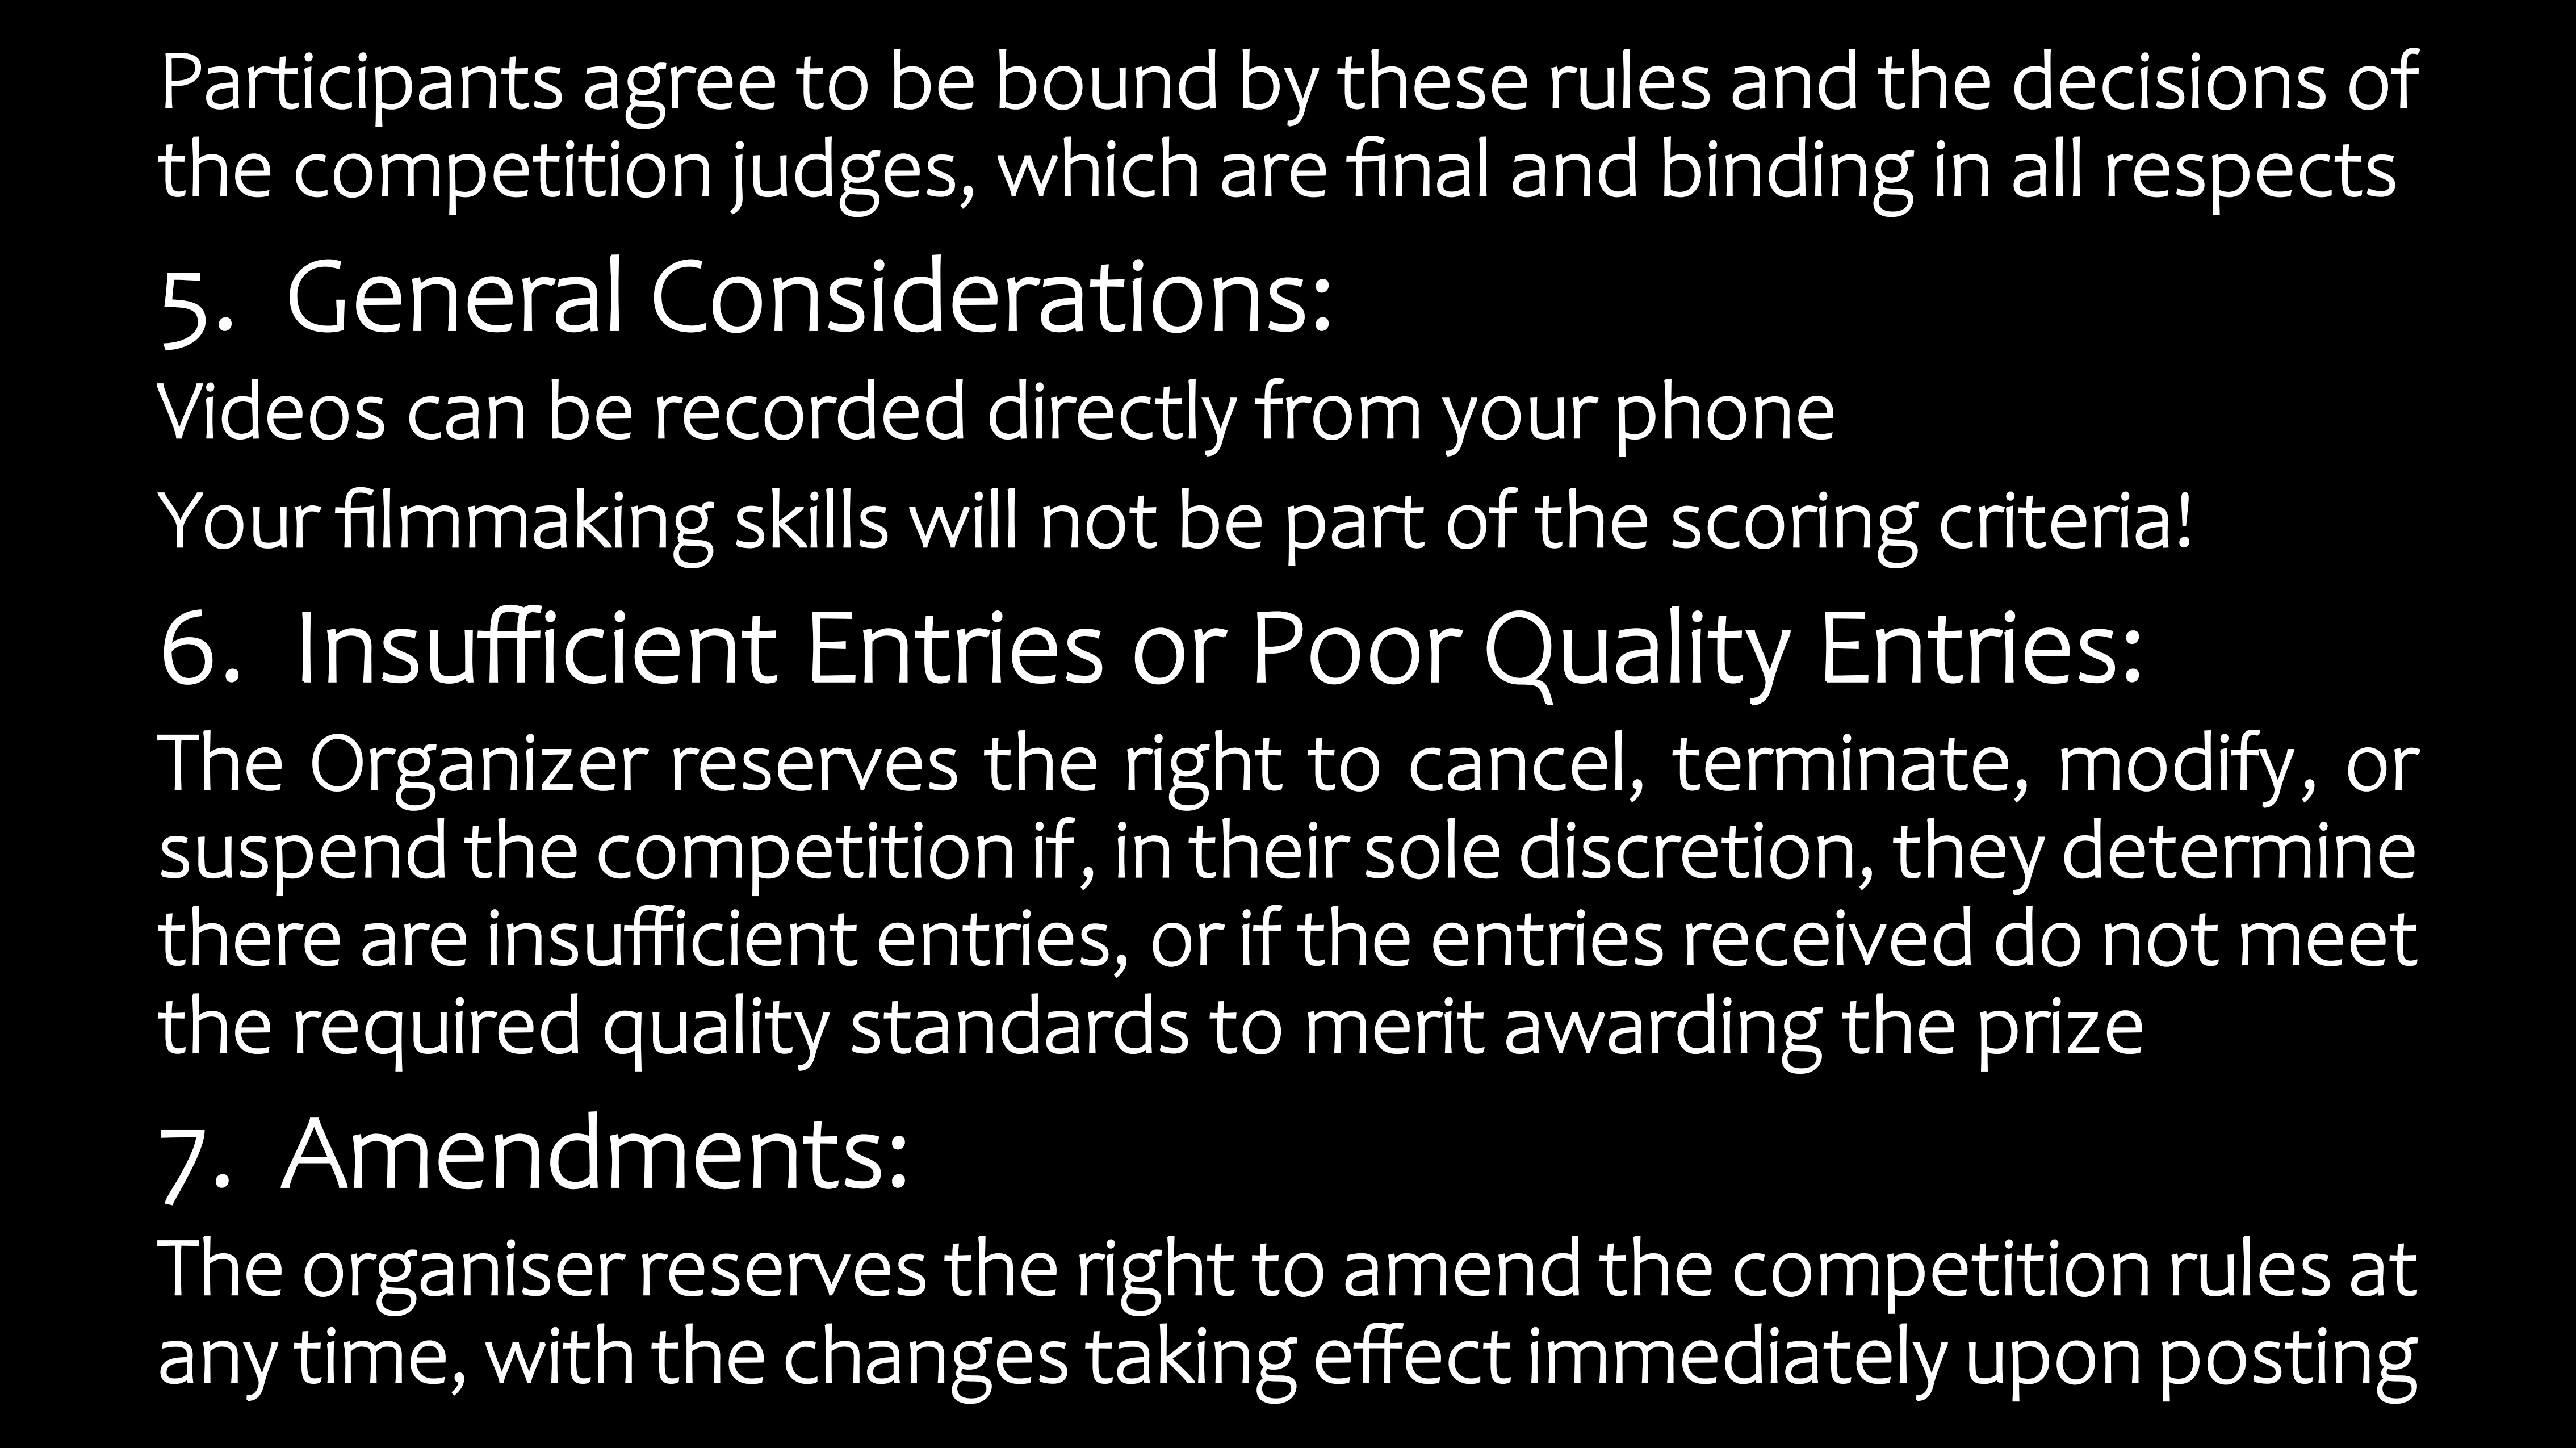 Participants agree to be bound by these rules and the decisions of
the competition judges, which are final and binding in all respects
5. General Considerations:
Videos can be recorded directly from your phone
Your filmmaking skills will not be part of the scoring criteria!
6. Insufficient Entries or Poor Quality Entries:
The Organizer reserves the right to cancel, terminate, modify, or
suspend the competition if, in their sole discretion, they determine
there are insufficient entries, or if the entries received do not meet
the required quality standards to merit awarding the prize
7. Amendments:
The organiser reserves the right to amend the competition rules at
any time, with the changes taking effect immediately upon posting